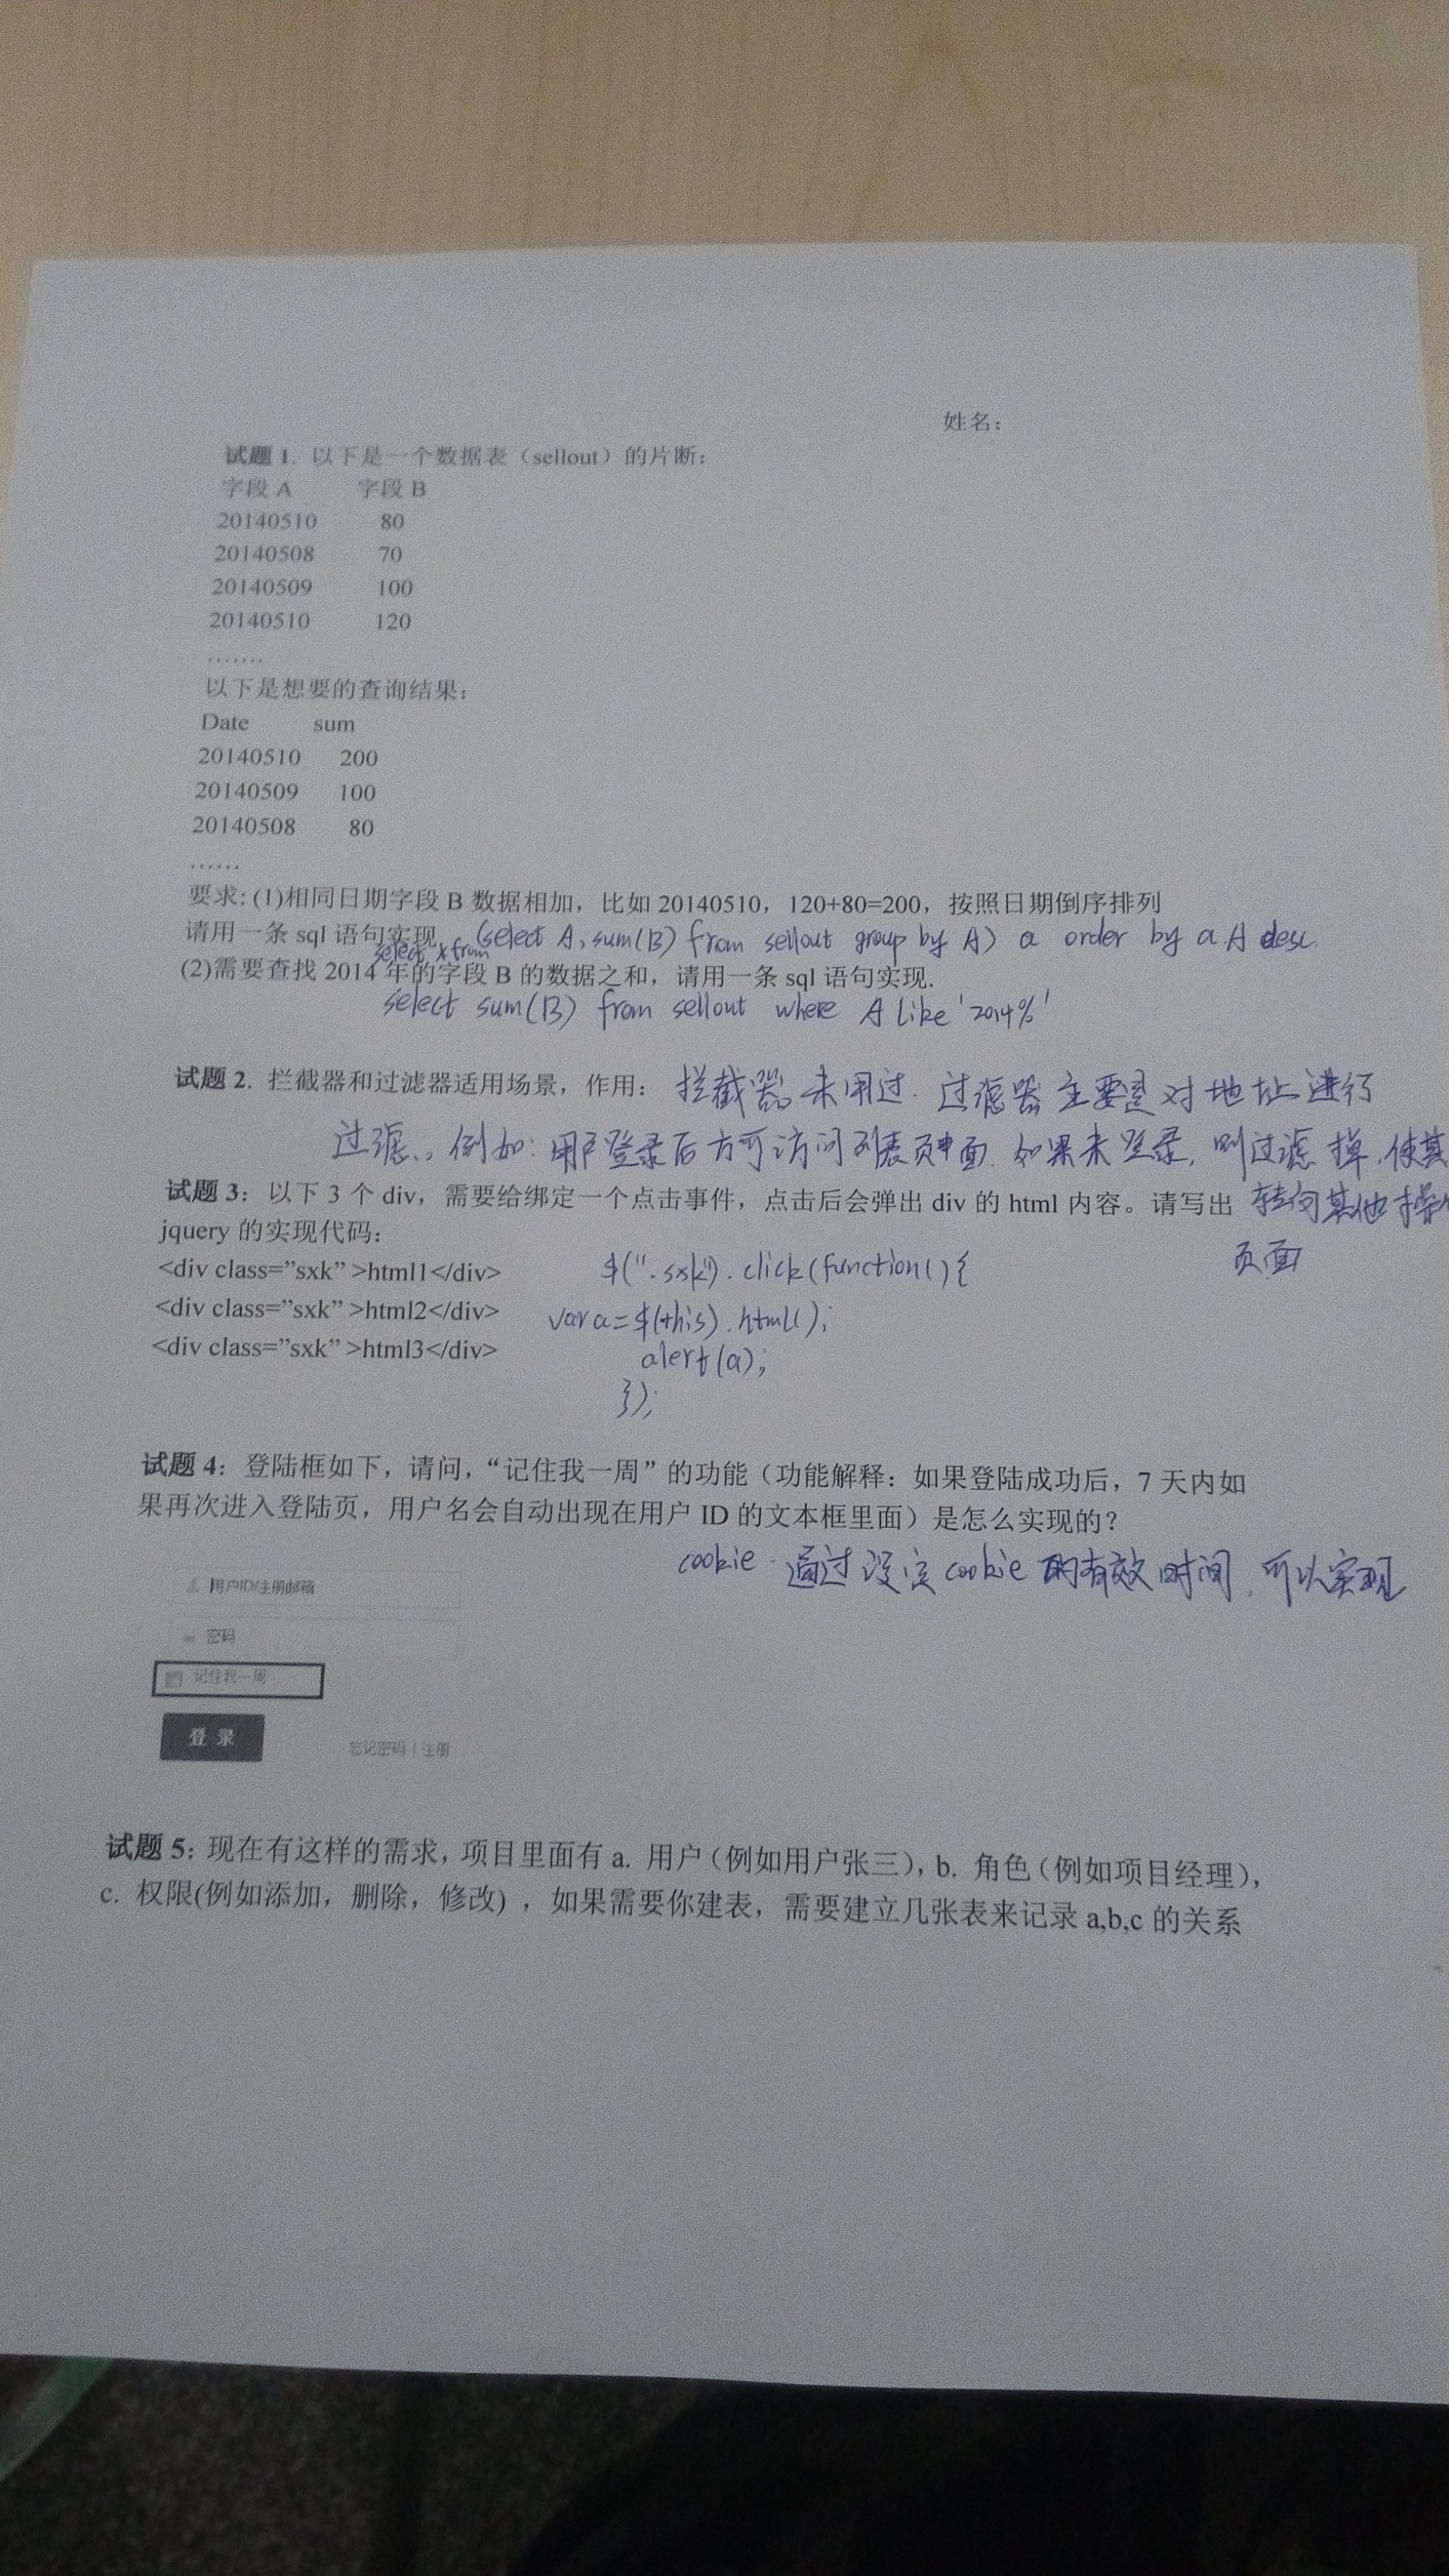 姓名：
试题 1. 以下是一个数据表（sellout）的片断：
字段 A 字段 B
20140510 80
20140508 70
20140509 100
20140510 120
.......
以下是想要的查询结果：
Date sum
20140510 200
20140509 100
20140508 80
......
要求: (1)相同日期字段 B 数据相加，比如 20140510，120+80=200，按照日期倒序排列
请用一条 sql 语句实现. select * from (select A, sum(B) from sellout group by A) a order by a.A desc.
(2)需要查找 2014 年的字段 B 的数据之和，请用一条 sql 语句实现.
select sum(B) from sellout where A like '2014%'
试题 2. 拦截器和过滤器适用场景，作用： 拦截器未用过. 过滤器主要是对地址进行
过滤、，例如：用户登录后方可访问列表页面. 如果未登录，则过滤掉，使其
试题 3：以下 3 个 div，需要给绑定一个点击事件，点击后会弹出 div 的 html 内容。请写出 转向其他操作
jquery 的实现代码： 页面
<div class=”sxk” >html1</div> $(".sxk").click(function(){
<div class=”sxk” >html2</div> var a=$(this).html();
<div class=”sxk” >html3</div> alert(a);
});
试题 4：登陆框如下，请问，“记住我一周”的功能（功能解释：如果登陆成功后，7 天内如
果再次进入登陆页，用户名会自动出现在用户 ID 的文本框里面）是怎么实现的？
cookie. 通过设定cookie的有效时间，可以实现
用户ID/注册邮箱
密码
记住我一周
登 录 忘记密码 | 注册
试题 5：现在有这样的需求，项目里面有 a. 用户（例如用户张三），b. 角色（例如项目经理），
c. 权限(例如添加，删除，修改) ，如果需要你建表，需要建立几张表来记录 a,b,c 的关系